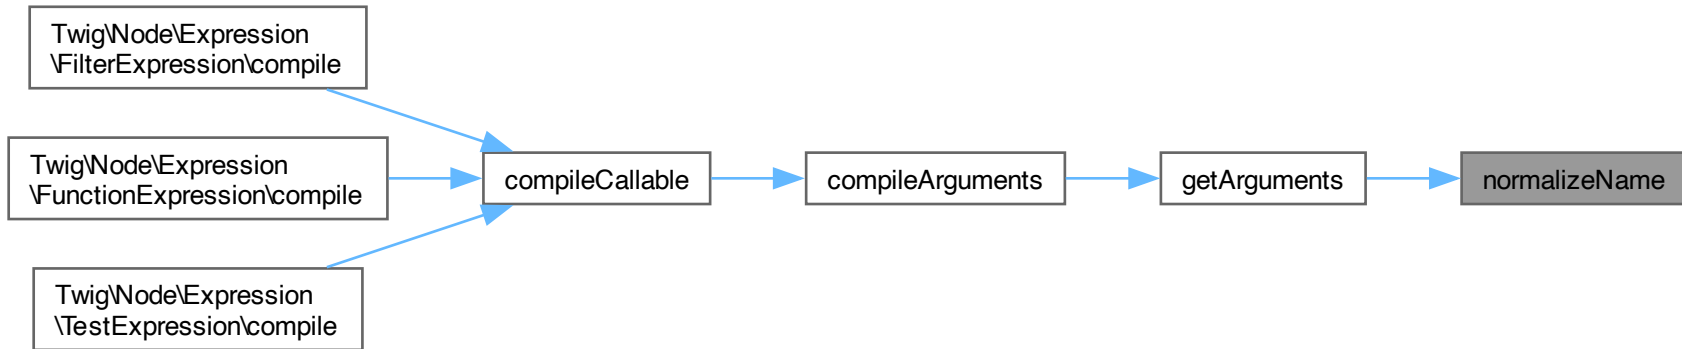 Twig\Node\Expression
\FilterExpression\compile
Twig\Node\Expression
\FunctionExpression\compile
Twig\Node\Expression
\TestExpression\compile
compileCallable
compileArguments
getArguments
normalizeName